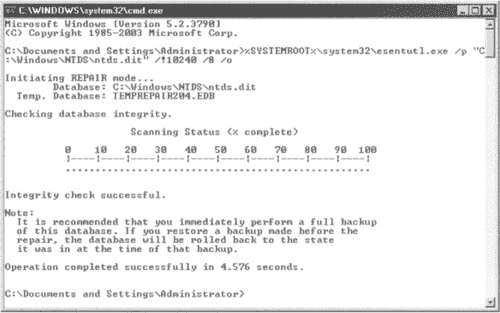 C:\WINDOWS\system32\cmd.exe
Microsoft Windows [Version 5.2.3790]
(C) Copyright 1985-2003 Microsoft Corp.
C:\Documents and Settings\Administrator>%SYSTEMROOT%\system32\esentutl.exe /p "C
:\Windows\NTDS\ntds.dit" /!10240 /8 /o
Initiating REPAIR mode...
Database: C:\Windows\NTDS\ntds.dit
Temp. Database: TEMPREPAIR204.EDB
Checking database integrity.
Scanning Status (% complete)
0 10 20 30 40 50 60 70 80 90 100
|----|----|----|----|----|----|----|----|----|----|
...................................................
Integrity check successful.
Note:
It is recommended that you immediately perform a full backup
of this database. If you restore a backup made before the
repair, the database will be rolled back to the state
it was in at the time of that backup.
Operation completed successfully in 4.576 seconds.
C:\Documents and Settings\Administrator>